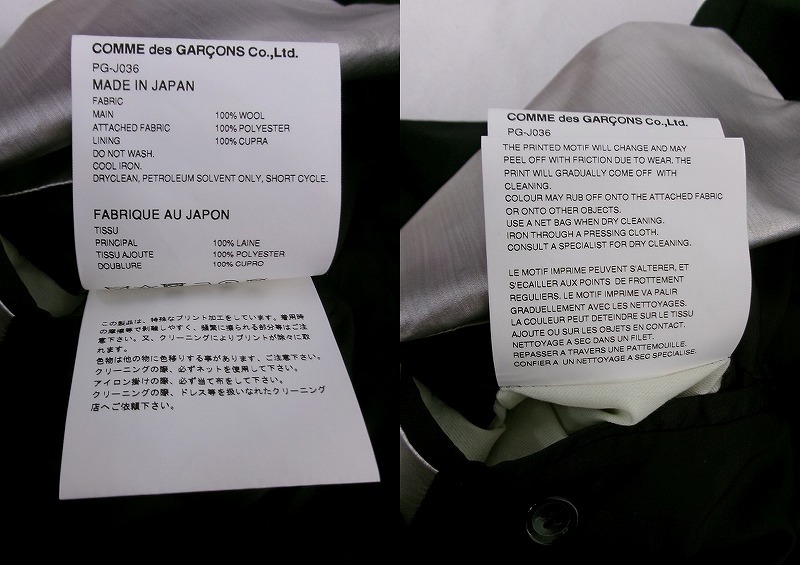 COMME des GARÇONS Co.,Ltd.
PG-J036
MADE IN JAPAN
FABRIC
MAIN 100% WOOL
ATTACHED FABRIC 100% POLYESTER
LINING 100% CUPRA
DO NOT WASH.
COOL IRON.
DRYCLEAN, PETROLEUM SOLVENT ONLY, SHORT CYCLE.
FABRIQUE AU JAPON
TISSU
PRINCIPAL 100% LAINE
TISSU AJOUTE 100% POLYESTER
DOUBLURE 100% CUPRO
この製品は、特殊なプリント加工をしています。着用時
の摩擦等で剥離しやすく、頻繁に擦られる部分等はご注
意下さい。又、クリーニングによりプリントが徐々に取
れます。
色物は他の物に色移りする事があります、ご注意下さい。
クリーニングの際、必ずネットを使用して下さい。
アイロン掛けの際、必ず当て布をして下さい。
クリーニングの際、ドレス等を扱いなれたクリーニング
店へご依頼下さい。
COMME des GARÇONS Co.,Ltd.
PG-J036
THE PRINTED MOTIF WILL CHANGE AND MAY
PEEL OFF WITH FRICTION DUE TO WEAR. THE
PRINT WILL GRADUALLY COME OFF WITH
CLEANING.
COLOUR MAY RUB OFF ONTO THE ATTACHED FABRIC
OR ONTO OTHER OBJECTS.
USE A NET BAG WHEN DRY CLEANING.
IRON THROUGH A PRESSING CLOTH.
CONSULT A SPECIALIST FOR DRY CLEANING.
LE MOTIF IMPRIME PEUVENT S'ALTERER, ET
S'ECAILLER AUX POINTS DE FROTTEMENT
REGULIERS. LE MOTIF IMPRIME VA PALIR
GRADUELLEMENT AVEC LES NETTOYAGES.
LA COULEUR PEUT DETEINDRE SUR LE TISSU
AJOUTE OU SUR LES OBJETS EN CONTACT.
NETTOYAGE A SEC DANS UN FILET.
REPASSER A TRAVERS UNE PATTEMOUILLE.
CONFIER A UN NETTOYAGE A SEC SPECIALISE.